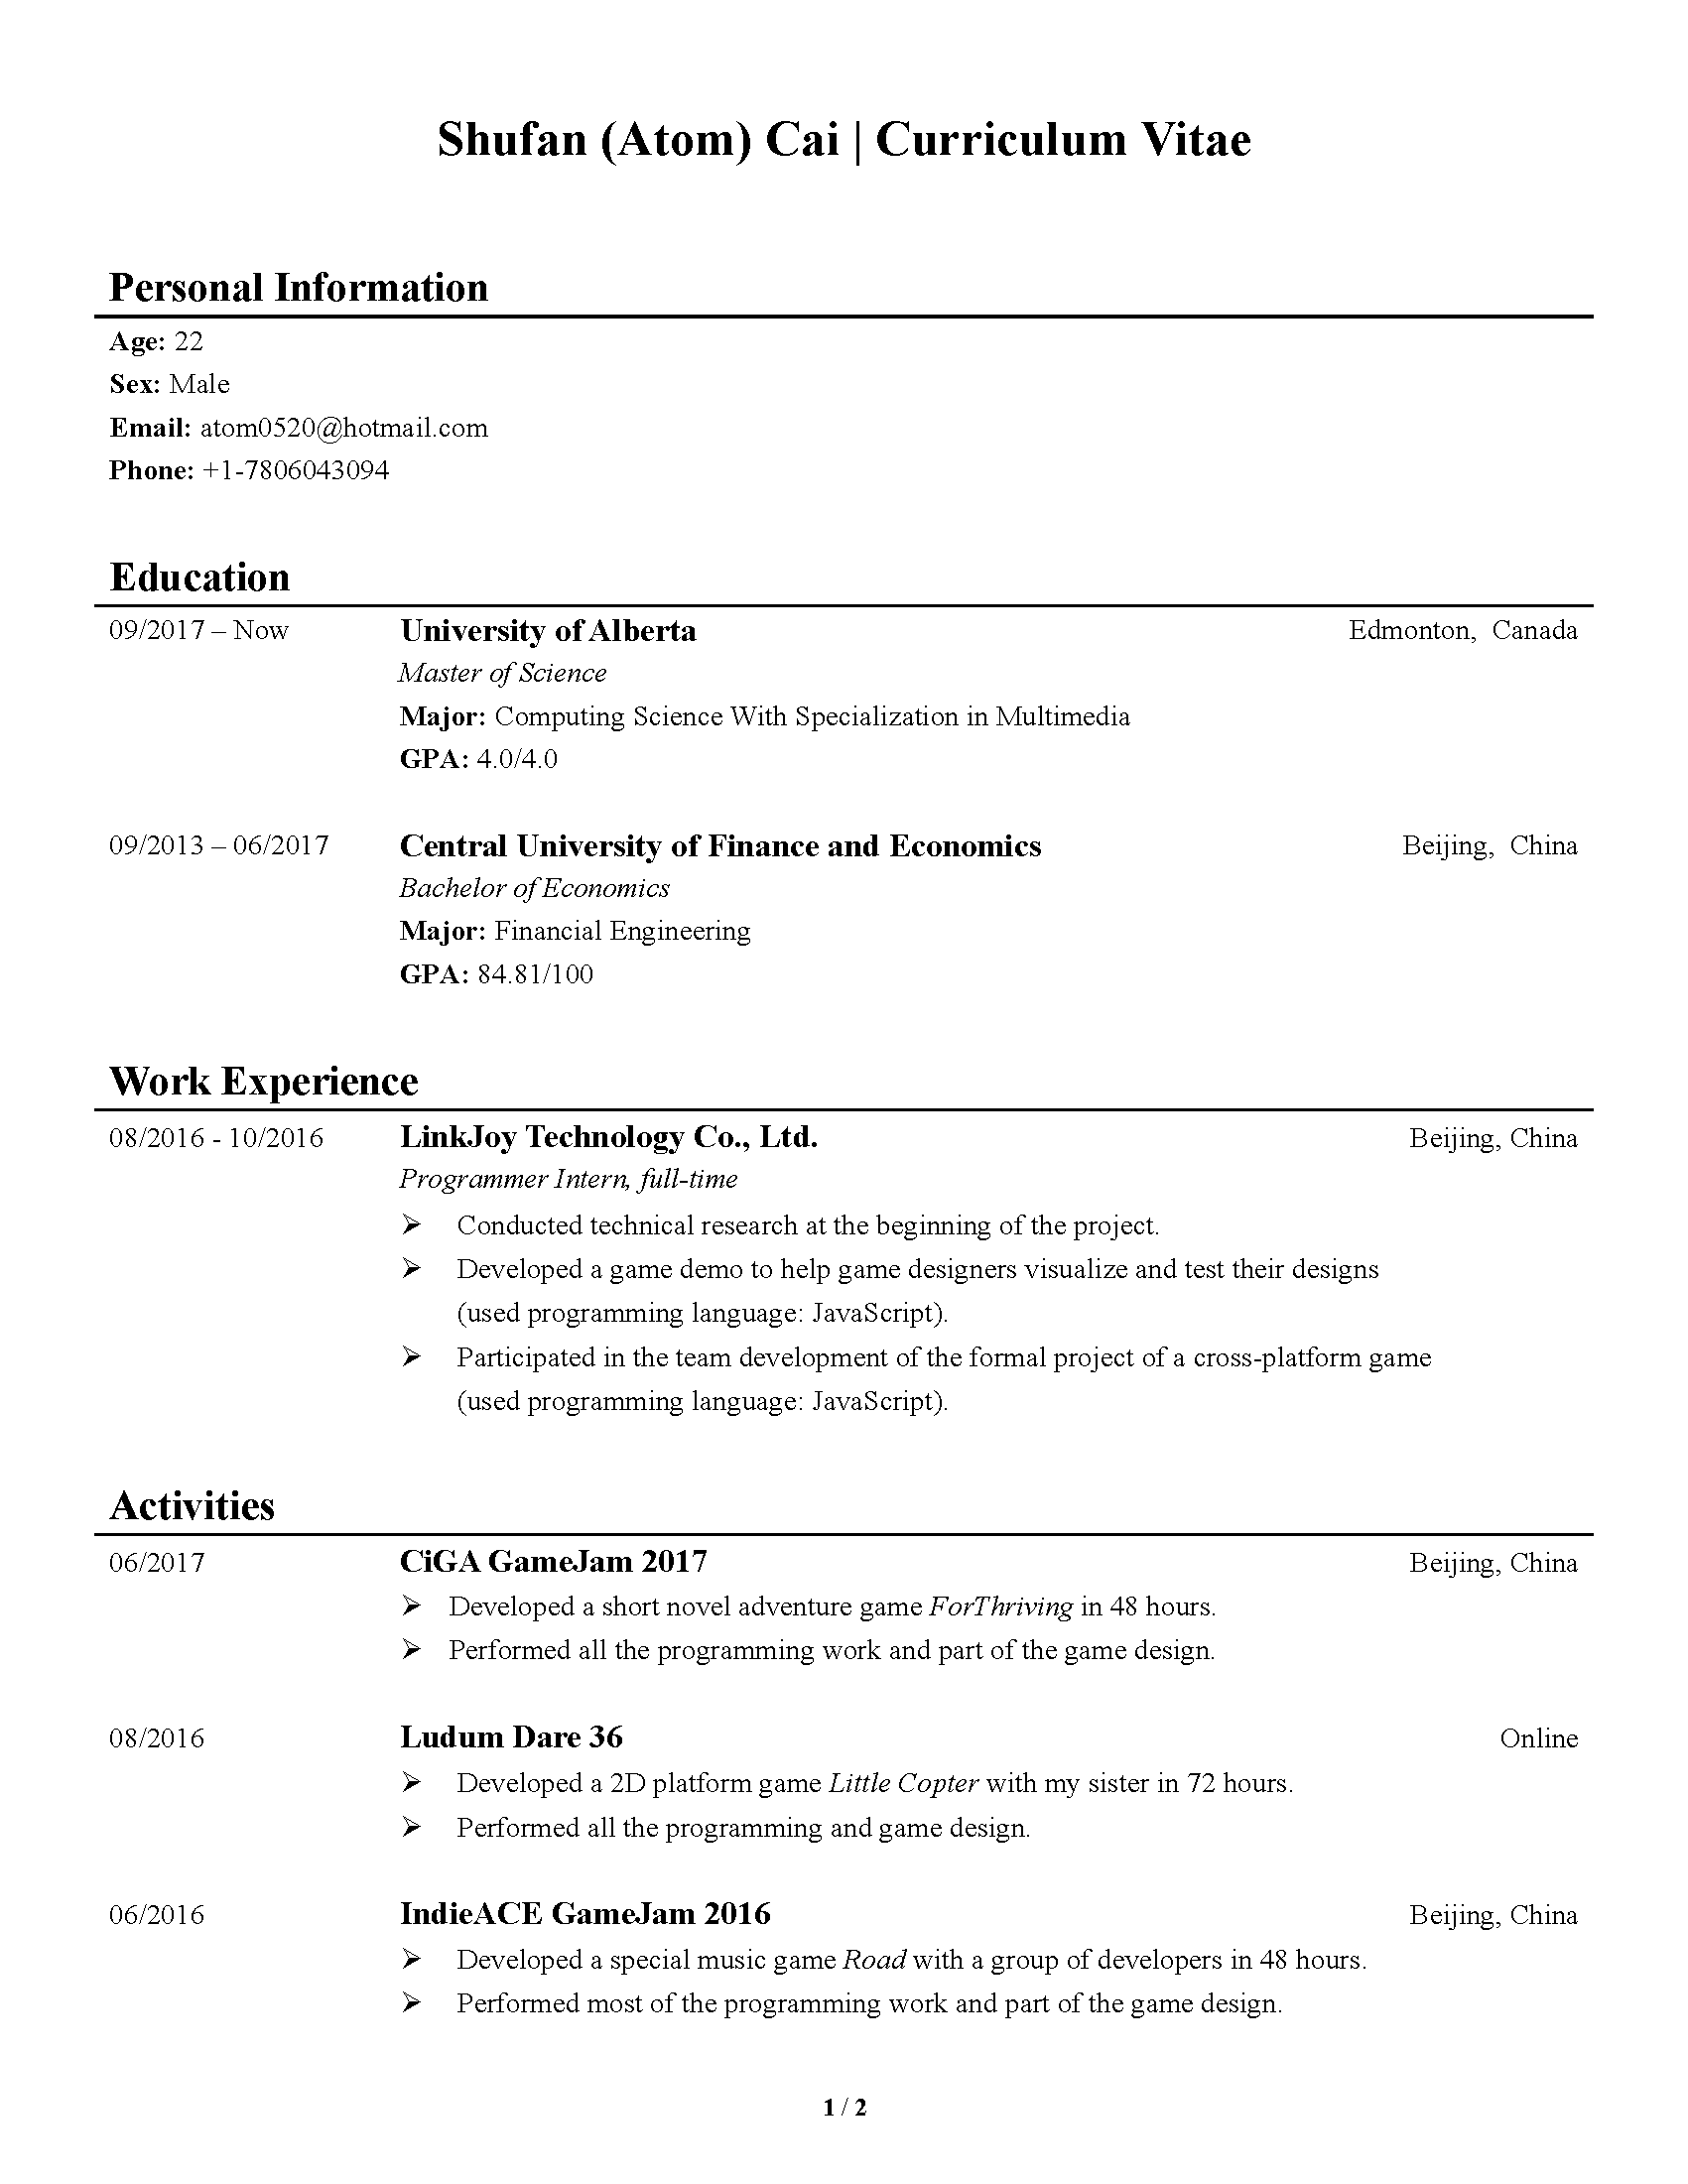 Shufan (Atom) Cai | Curriculum Vitae
Personal Information
Age: 22
Sex: Male
Email: atom0520@hotmail.com
Phone: +1-7806043094
Education
09/2017 – Now University of Alberta Edmonton, Canada
Master of Science
Major: Computing Science With Specialization in Multimedia
GPA: 4.0/4.0
09/2013 – 06/2017 Central University of Finance and Economics Beijing, China
Bachelor of Economics
Major: Financial Engineering
GPA: 84.81/100
Work Experience
08/2016 - 10/2016 LinkJoy Technology Co., Ltd. Beijing, China
Programmer Intern, full-time
➢ Conducted technical research at the beginning of the project.
➢ Developed a game demo to help game designers visualize and test their designs
(used programming language: JavaScript).
➢ Participated in the team development of the formal project of a cross-platform game
(used programming language: JavaScript).
Activities
06/2017 CiGA GameJam 2017 Beijing, China
➢ Developed a short novel adventure game ForThriving in 48 hours.
➢ Performed all the programming work and part of the game design.
08/2016 Ludum Dare 36 Online
➢ Developed a 2D platform game Little Copter with my sister in 72 hours.
➢ Performed all the programming and game design.
06/2016 IndieACE GameJam 2016 Beijing, China
➢ Developed a special music game Road with a group of developers in 48 hours.
➢ Performed most of the programming work and part of the game design.
1 / 2